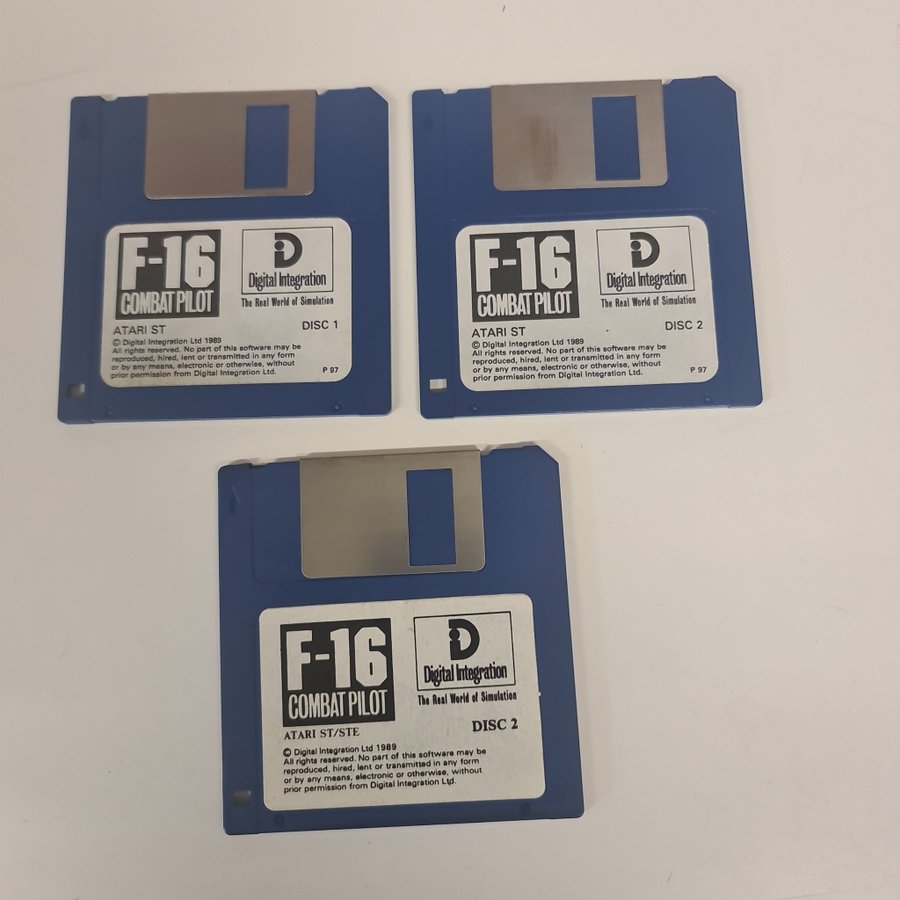 F-16
COMBAT PILOT
iD
Digital Integration
The Real World of Simulation
ATARI ST DISC 1
© Digital Integration Ltd 1989
All rights reserved. No part of this software may be
reproduced, hired, lent or transmitted in any form
or by any means, electronic or otherwise, without
prior permission from Digital Integration Ltd. P 97
F-16
COMBAT PILOT
iD
Digital Integration
The Real World of Simulation
ATARI ST DISC 2
© Digital Integration Ltd 1989
All rights reserved. No part of this software may be
reproduced, hired, lent or transmitted in any form
or by any means, electronic or otherwise, without
prior permission from Digital Integration Ltd. P 97
F-16
COMBAT PILOT
iD
Digital Integration
The Real World of Simulation
ATARI ST/STE DISC 2
© Digital Integration Ltd 1989
All rights reserved. No part of this software may be
reproduced, hired, lent or transmitted in any form
or by any means, electronic or otherwise, without
prior permission from Digital Integration Ltd.